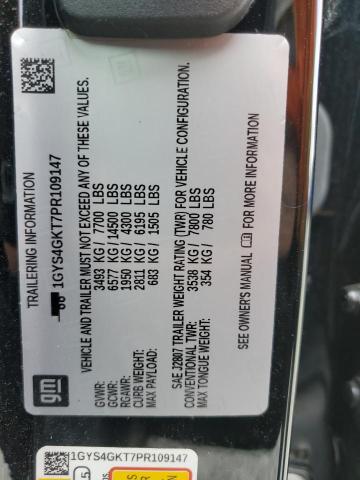 TRAILERING INFORMATION
1GYS4GKT7PR109147
VEHICLE AND TRAILER MUST NOT EXCEED ANY OF THESE VALUES.
GVWR: 3493 KG / 7700 LBS
GCWR: 6577 KG / 14500 LBS
RGAWR: 1950 KG / 4300 LBS
CURB WEIGHT: 2811 KG / 6195 LBS
MAX PAYLOAD: 683 KG / 1505 LBS
SAE J2807 TRAILER WEIGHT RATING (TWR) FOR VEHICLE CONFIGURATION.
CONVENTIONAL TWR: 3538 KG / 7800 LBS
MAX TONGUE WEIGHT: 354 KG / 780 LBS
SEE OWNER'S MANUAL FOR MORE INFORMATION
gm
1GYS4GKT7PR109147